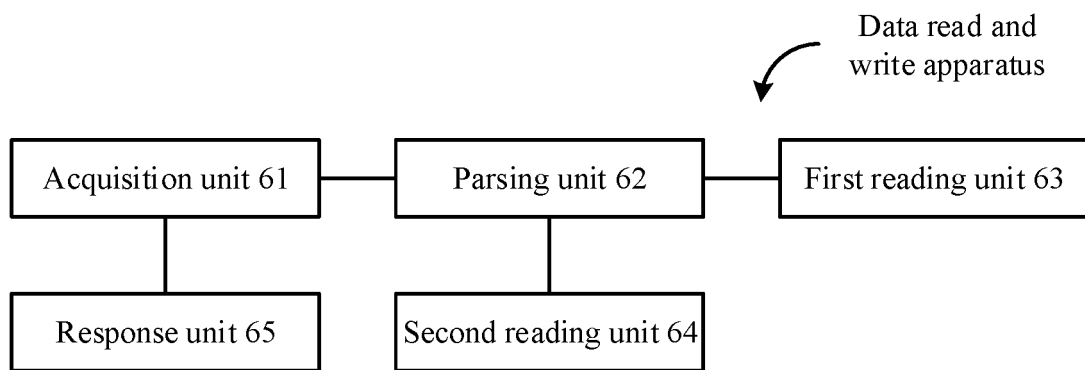 Data read and
write apparatus
Acquisition unit 61
Parsing unit 62
First reading unit 63
Response unit 65
Second reading unit 64